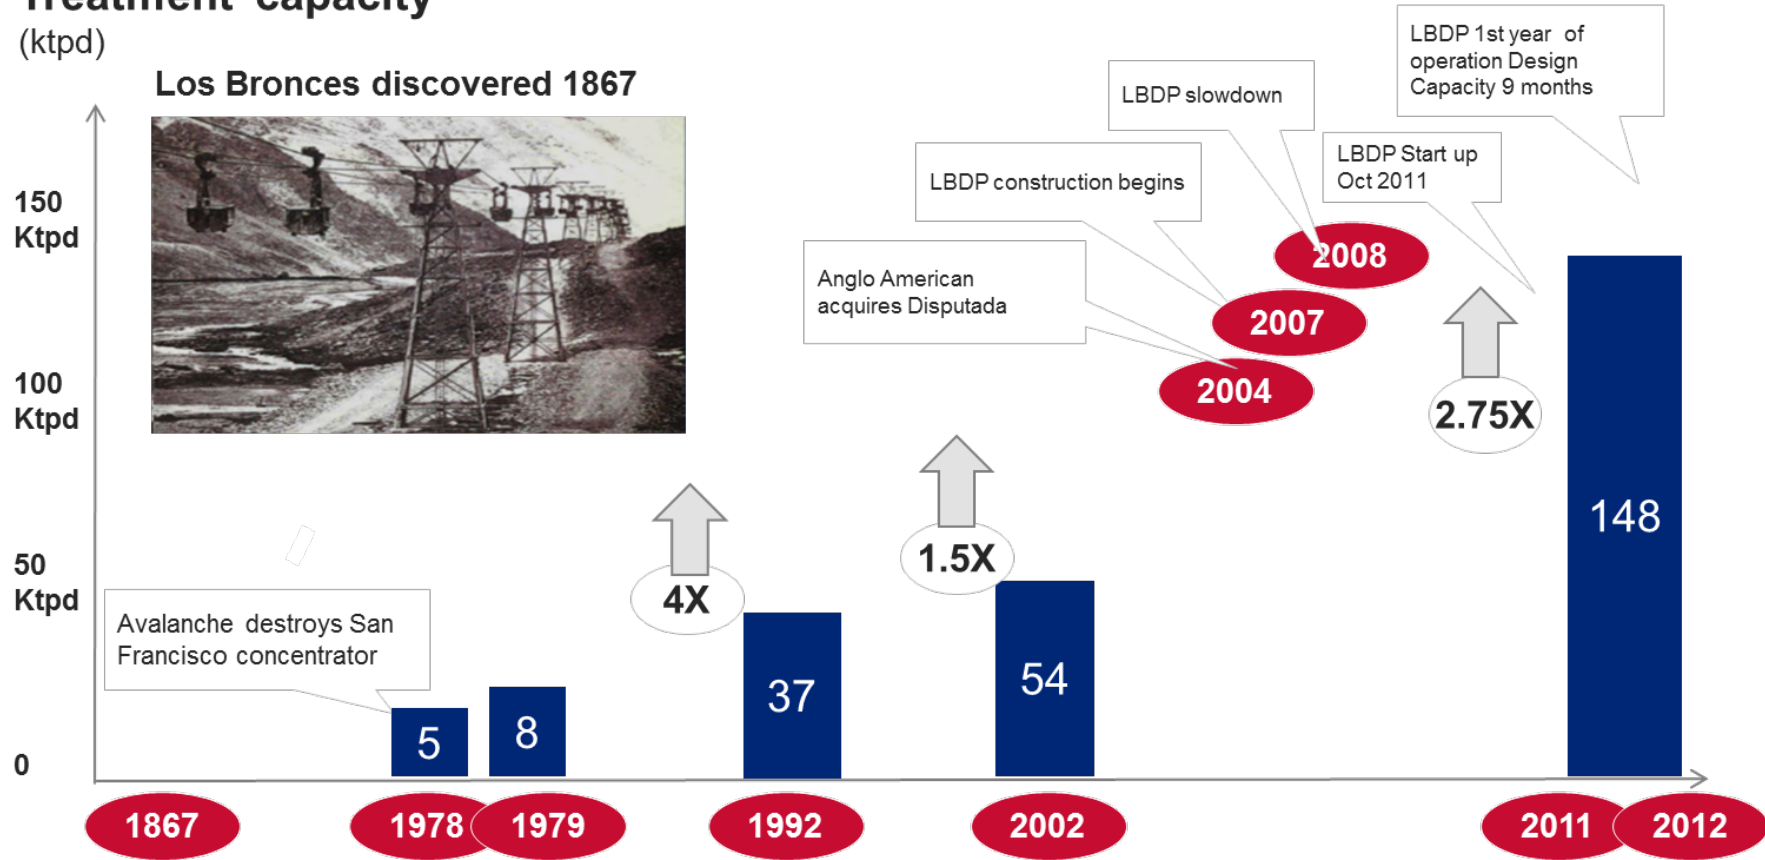 Treatment capacity
(ktpd)
Los Bronces discovered 1867
LBDP 1st year of
operation Design
Capacity 9 months
LBDP slowdown
LBDP Start up
Oct 2011
LBDP construction begins
Anglo American
acquires Disputada
2008
2007
2004
150
Ktpd
100
Ktpd
50
Ktpd
0
2.75X
1.5X
4X
Avalanche destroys San
Francisco concentrator
5
8
37
54
148
1867
1978
1979
1992
2002
2011
2012